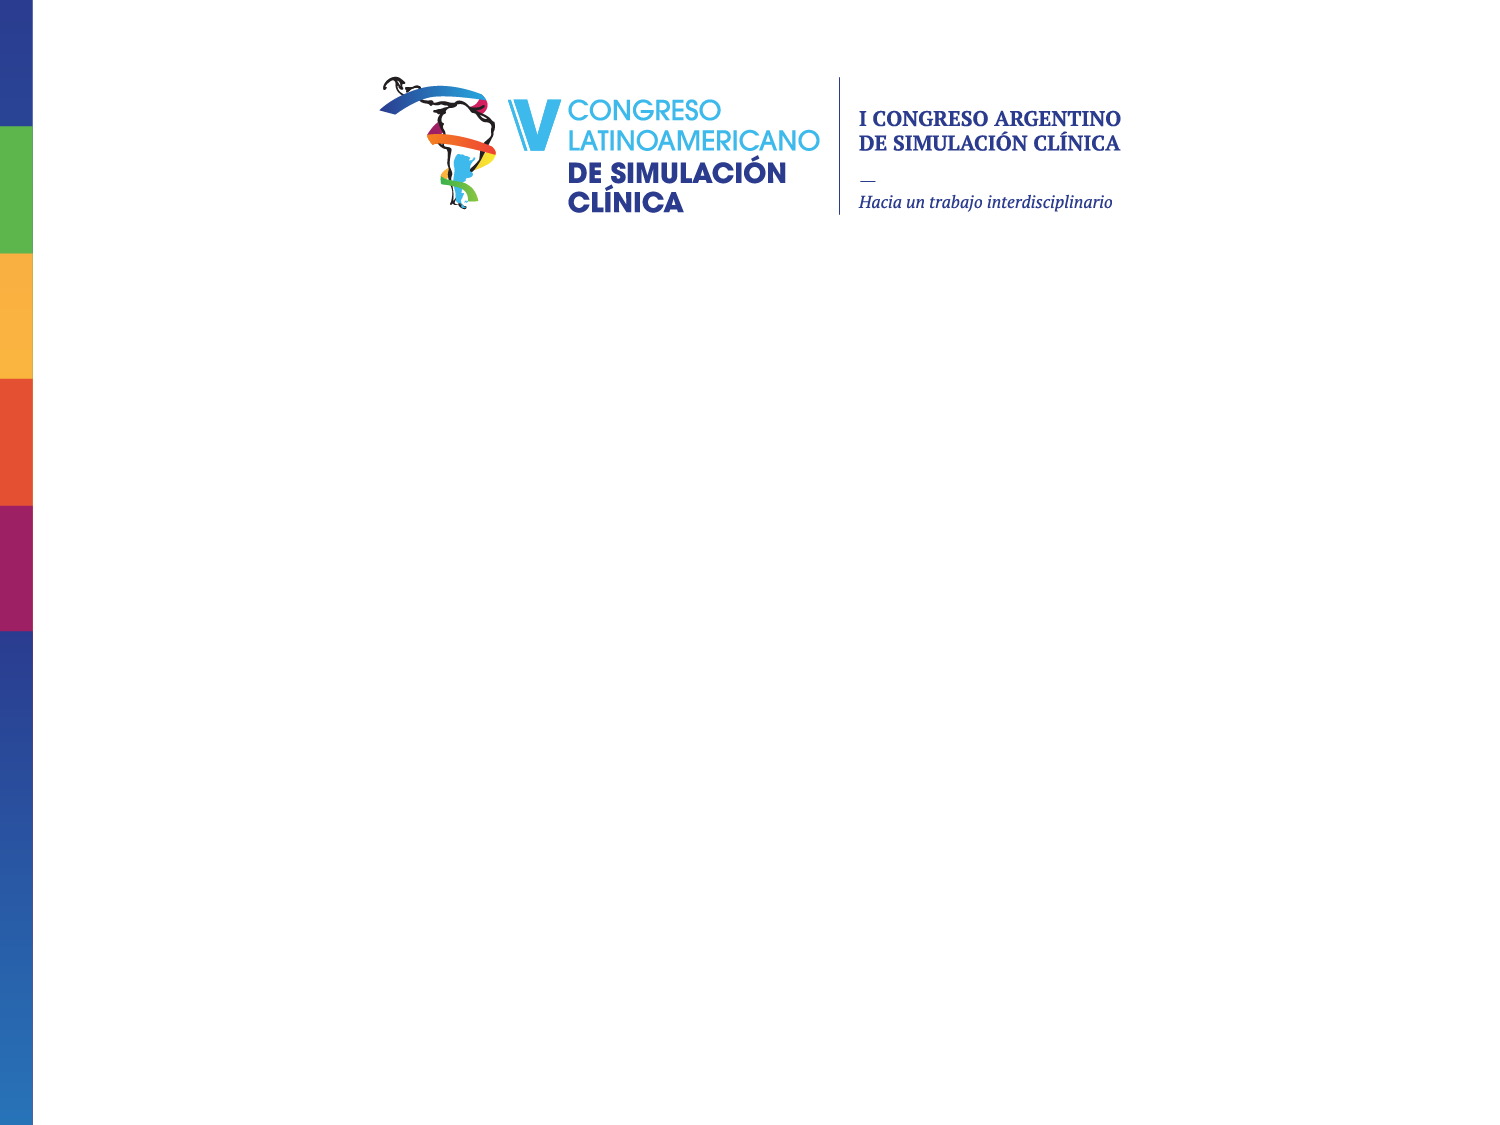 V CONGRESO
LATINOAMERICANO
DE SIMULACIÓN
CLÍNICA
I CONGRESO ARGENTINO
DE SIMULACIÓN CLÍNICA
—
Hacia un trabajo interdisciplinario